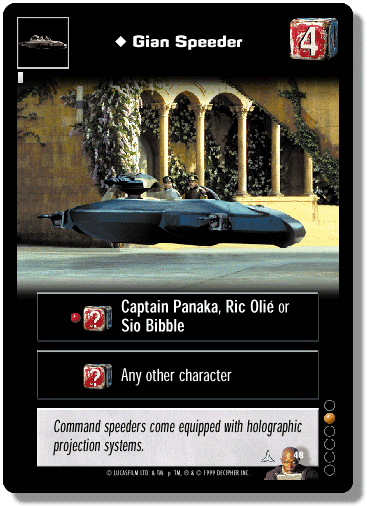 ◆ Gian Speeder
4
?
Captain Panaka, Ric Olié or
Sio Bibble
?
Any other character
Command speeders come equipped with holographic
projection systems.
48
© LUCASFILM LTD. & TM. p TM, ® & © 1999 DECIPHER INC.